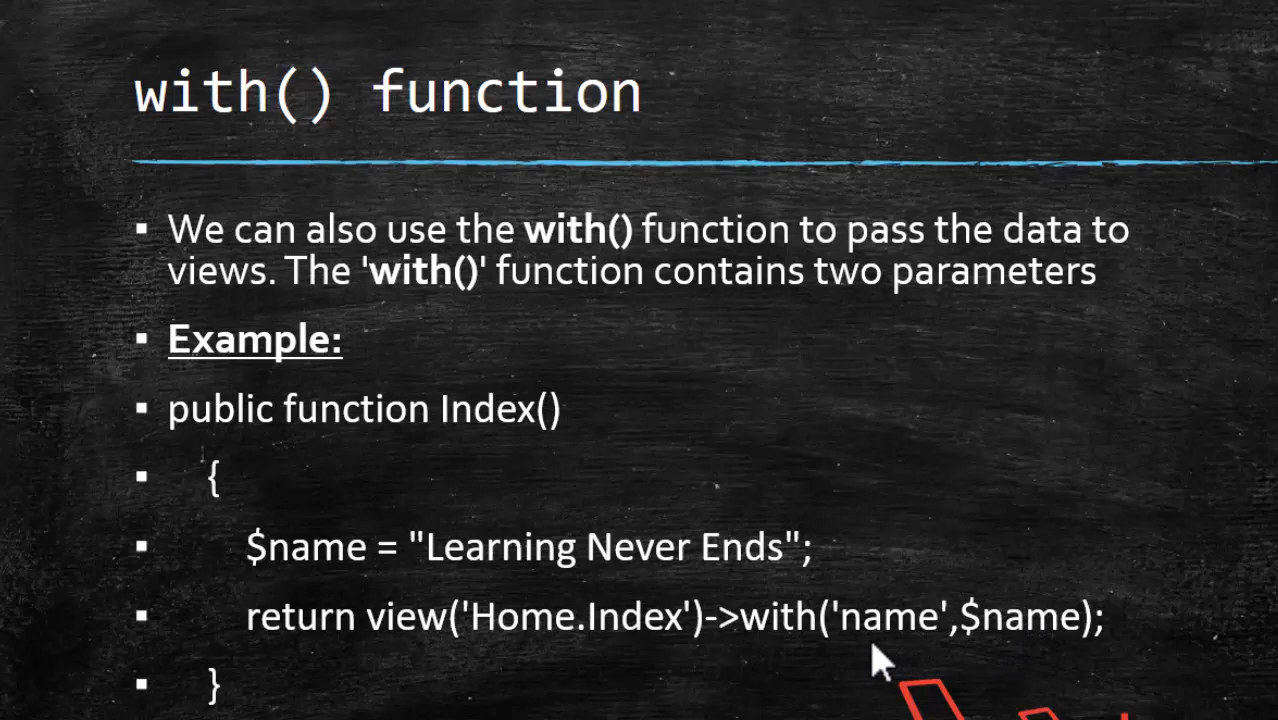 with() function
▪ We can also use the with() function to pass the data to
views. The 'with()' function contains two parameters
▪ Example:
▪ public function Index()
▪ {
▪ $name = "Learning Never Ends";
▪ return view('Home.Index')->with('name',$name);
▪ }